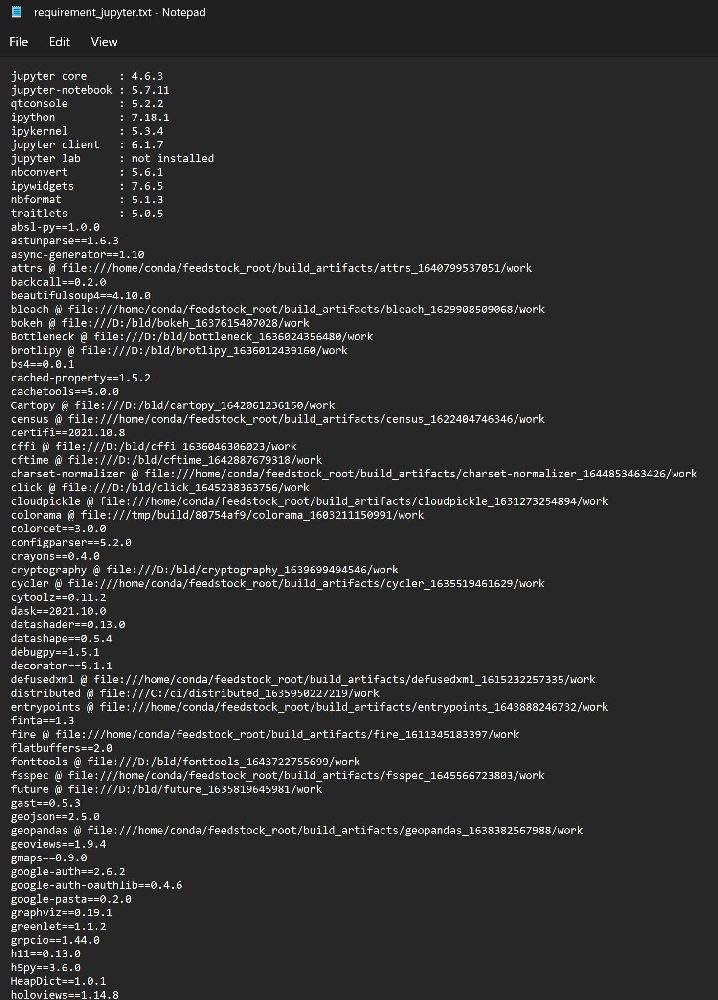 requirement_jupyter.txt - Notepad
File Edit View
jupyter core     : 4.6.3
jupyter-notebook : 5.7.11
qtconsole        : 5.2.2
ipython          : 7.18.1
ipykernel        : 5.3.4
jupyter client   : 6.1.7
jupyter lab      : not installed
nbconvert        : 5.6.1
ipywidgets       : 7.6.5
nbformat         : 5.1.3
traitlets        : 5.0.5
absl-py==1.0.0
astunparse==1.6.3
async-generator==1.10
attrs @ file:///home/conda/feedstock_root/build_artifacts/attrs_1640799537051/work
backcall==0.2.0
beautifulsoup4==4.10.0
bleach @ file:///home/conda/feedstock_root/build_artifacts/bleach_1629908509068/work
bokeh @ file:///D:/bld/bokeh_1637615407028/work
Bottleneck @ file:///D:/bld/bottleneck_1636024356480/work
brotlipy @ file:///D:/bld/brotlipy_1636012439160/work
bs4==0.0.1
cached-property==1.5.2
cachetools==5.0.0
Cartopy @ file:///D:/bld/cartopy_1642061236150/work
census @ file:///home/conda/feedstock_root/build_artifacts/census_1622404746346/work
certifi==2021.10.8
cffi @ file:///D:/bld/cffi_1636046306023/work
cftime @ file:///D:/bld/cftime_1642887679318/work
charset-normalizer @ file:///home/conda/feedstock_root/build_artifacts/charset-normalizer_1644853463426/work
click @ file:///D:/bld/click_1645238363756/work
cloudpickle @ file:///home/conda/feedstock_root/build_artifacts/cloudpickle_1631273254894/work
colorama @ file:///tmp/build/80754af9/colorama_1603211150991/work
colorcet==3.0.0
configparser==5.2.0
crayons==0.4.0
cryptography @ file:///D:/bld/cryptography_1639699494546/work
cycler @ file:///home/conda/feedstock_root/build_artifacts/cycler_1635519461629/work
cytoolz==0.11.2
dask==2021.10.0
datashader==0.13.0
datashape==0.5.4
debugpy==1.5.1
decorator==5.1.1
defusedxml @ file:///home/conda/feedstock_root/build_artifacts/defusedxml_1615232257335/work
distributed @ file:///C:/ci/distributed_1635950227219/work
entrypoints @ file:///home/conda/feedstock_root/build_artifacts/entrypoints_1643888246732/work
finta==1.3
fire @ file:///home/conda/feedstock_root/build_artifacts/fire_1611345183397/work
flatbuffers==2.0
fonttools @ file:///D:/bld/fonttools_1643722755699/work
fsspec @ file:///home/conda/feedstock_root/build_artifacts/fsspec_1645566723803/work
future @ file:///D:/bld/future_1635819645981/work
gast==0.5.3
geojson==2.5.0
geopandas @ file:///home/conda/feedstock_root/build_artifacts/geopandas_1638382567988/work
geoviews==1.9.4
gmaps==0.9.0
google-auth==2.6.2
google-auth-oauthlib==0.4.6
google-pasta==0.2.0
graphviz==0.19.1
greenlet==1.1.2
grpcio==1.44.0
h11==0.13.0
h5py==3.6.0
HeapDict==1.0.1
holoviews==1.14.8